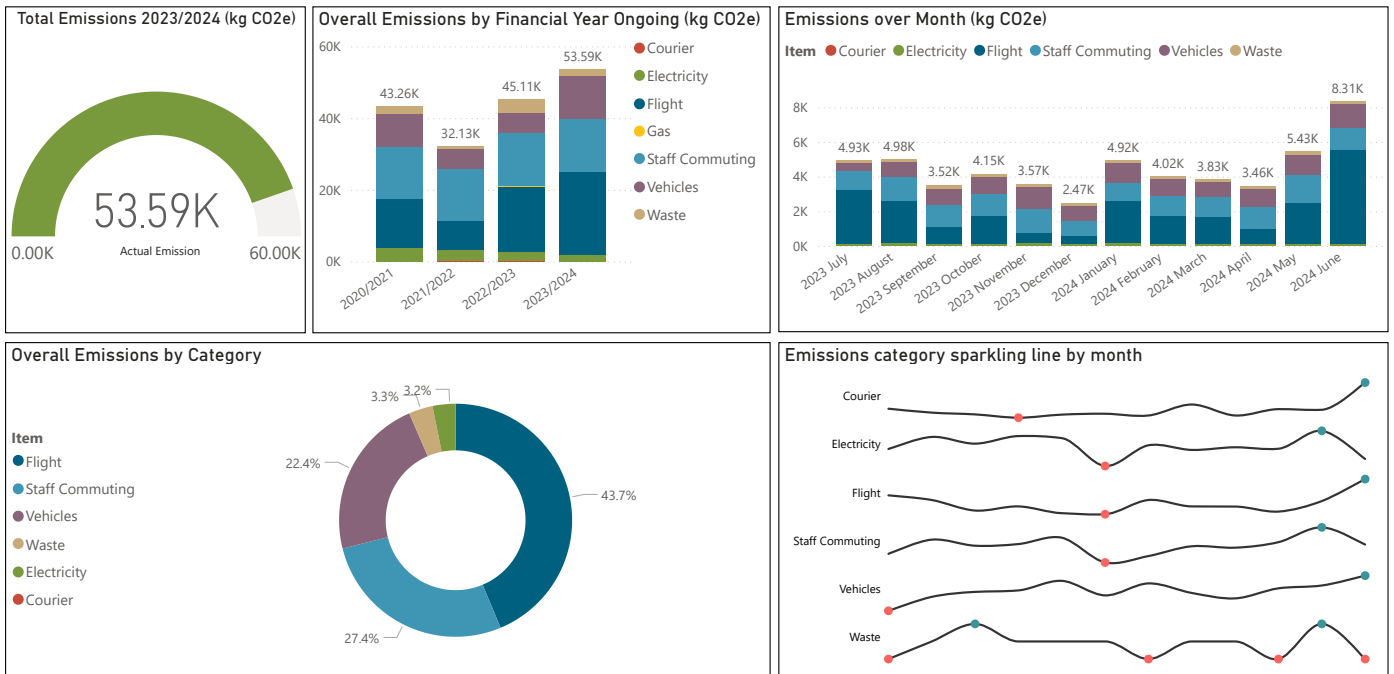 Total Emissions 2023/2024 (kg CO2e)
53.59K
Actual Emission
0.00K
60.00K
Overall Emissions by Financial Year Ongoing (kg CO2e)
60K
40K
20K
0K
43.26K
32.13K
45.11K
53.59K
2020/2021
2021/2022
2022/2023
2023/2024
Courier
Electricity
Flight
Gas
Staff Commuting
Vehicles
Waste
Emissions over Month (kg CO2e)
Item Courier Electricity Flight Staff Commuting Vehicles Waste
8K
6K
4K
2K
0K
4.93K
4.98K
3.52K
4.15K
3.57K
2.47K
4.92K
4.02K
3.83K
3.46K
5.43K
8.31K
2023 July
2023 August
2023 September
2023 October
2023 November
2023 December
2024 January
2024 February
2024 March
2024 April
2024 May
2024 June
Overall Emissions by Category
Item
Flight
Staff Commuting
Vehicles
Waste
Electricity
Courier
3.3%
3.2%
22.4%
43.7%
27.4%
Emissions category sparkling line by month
Courier
Electricity
Flight
Staff Commuting
Vehicles
Waste